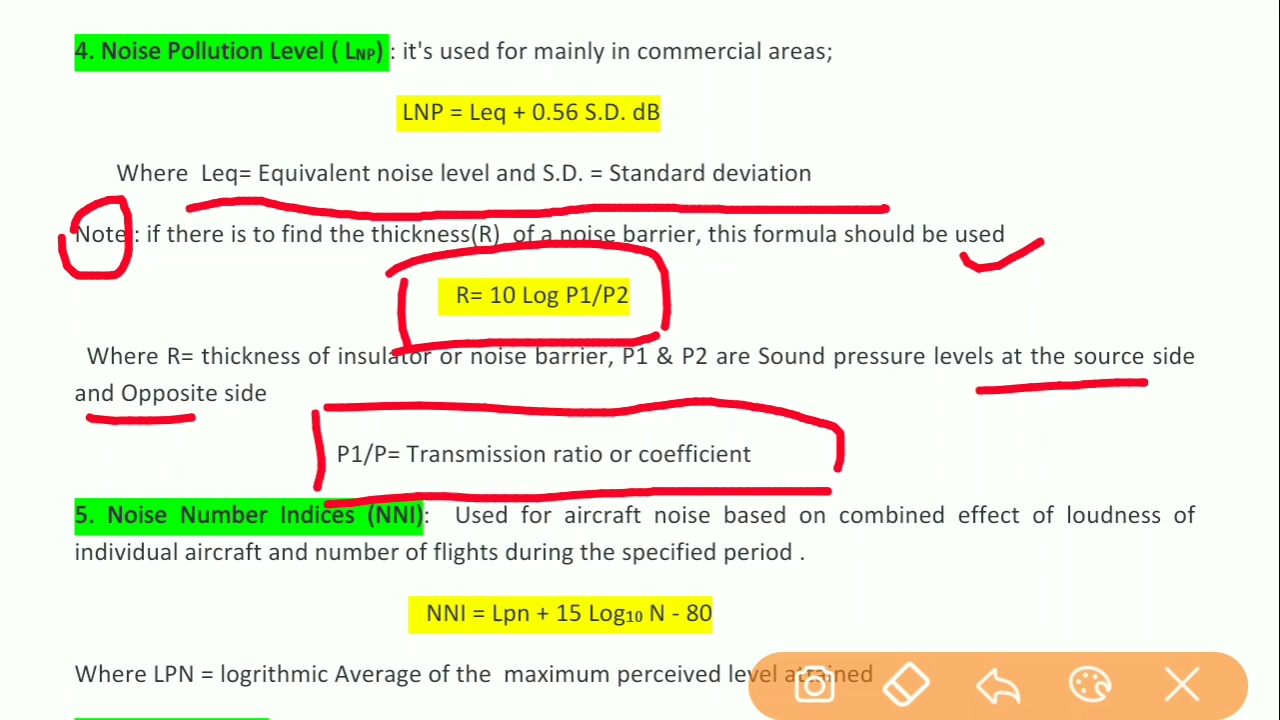 4. Noise Pollution Level ( LNP) : it's used for mainly in commercial areas;
LNP = Leq + 0.56 S.D. dB
Where Leq= Equivalent noise level and S.D. = Standard deviation
Note : if there is to find the thickness(R) of a noise barrier, this formula should be used
R= 10 Log P1/P2
Where R= thickness of insulator or noise barrier, P1 & P2 are Sound pressure levels at the source side
and Opposite side
P1/P= Transmission ratio or coefficient
5. Noise Number Indices (NNI): Used for aircraft noise based on combined effect of loudness of
individual aircraft and number of flights during the specified period .
NNI = Lpn + 15 Log10 N - 80
Where LPN = logrithmic Average of the maximum perceived level atrained